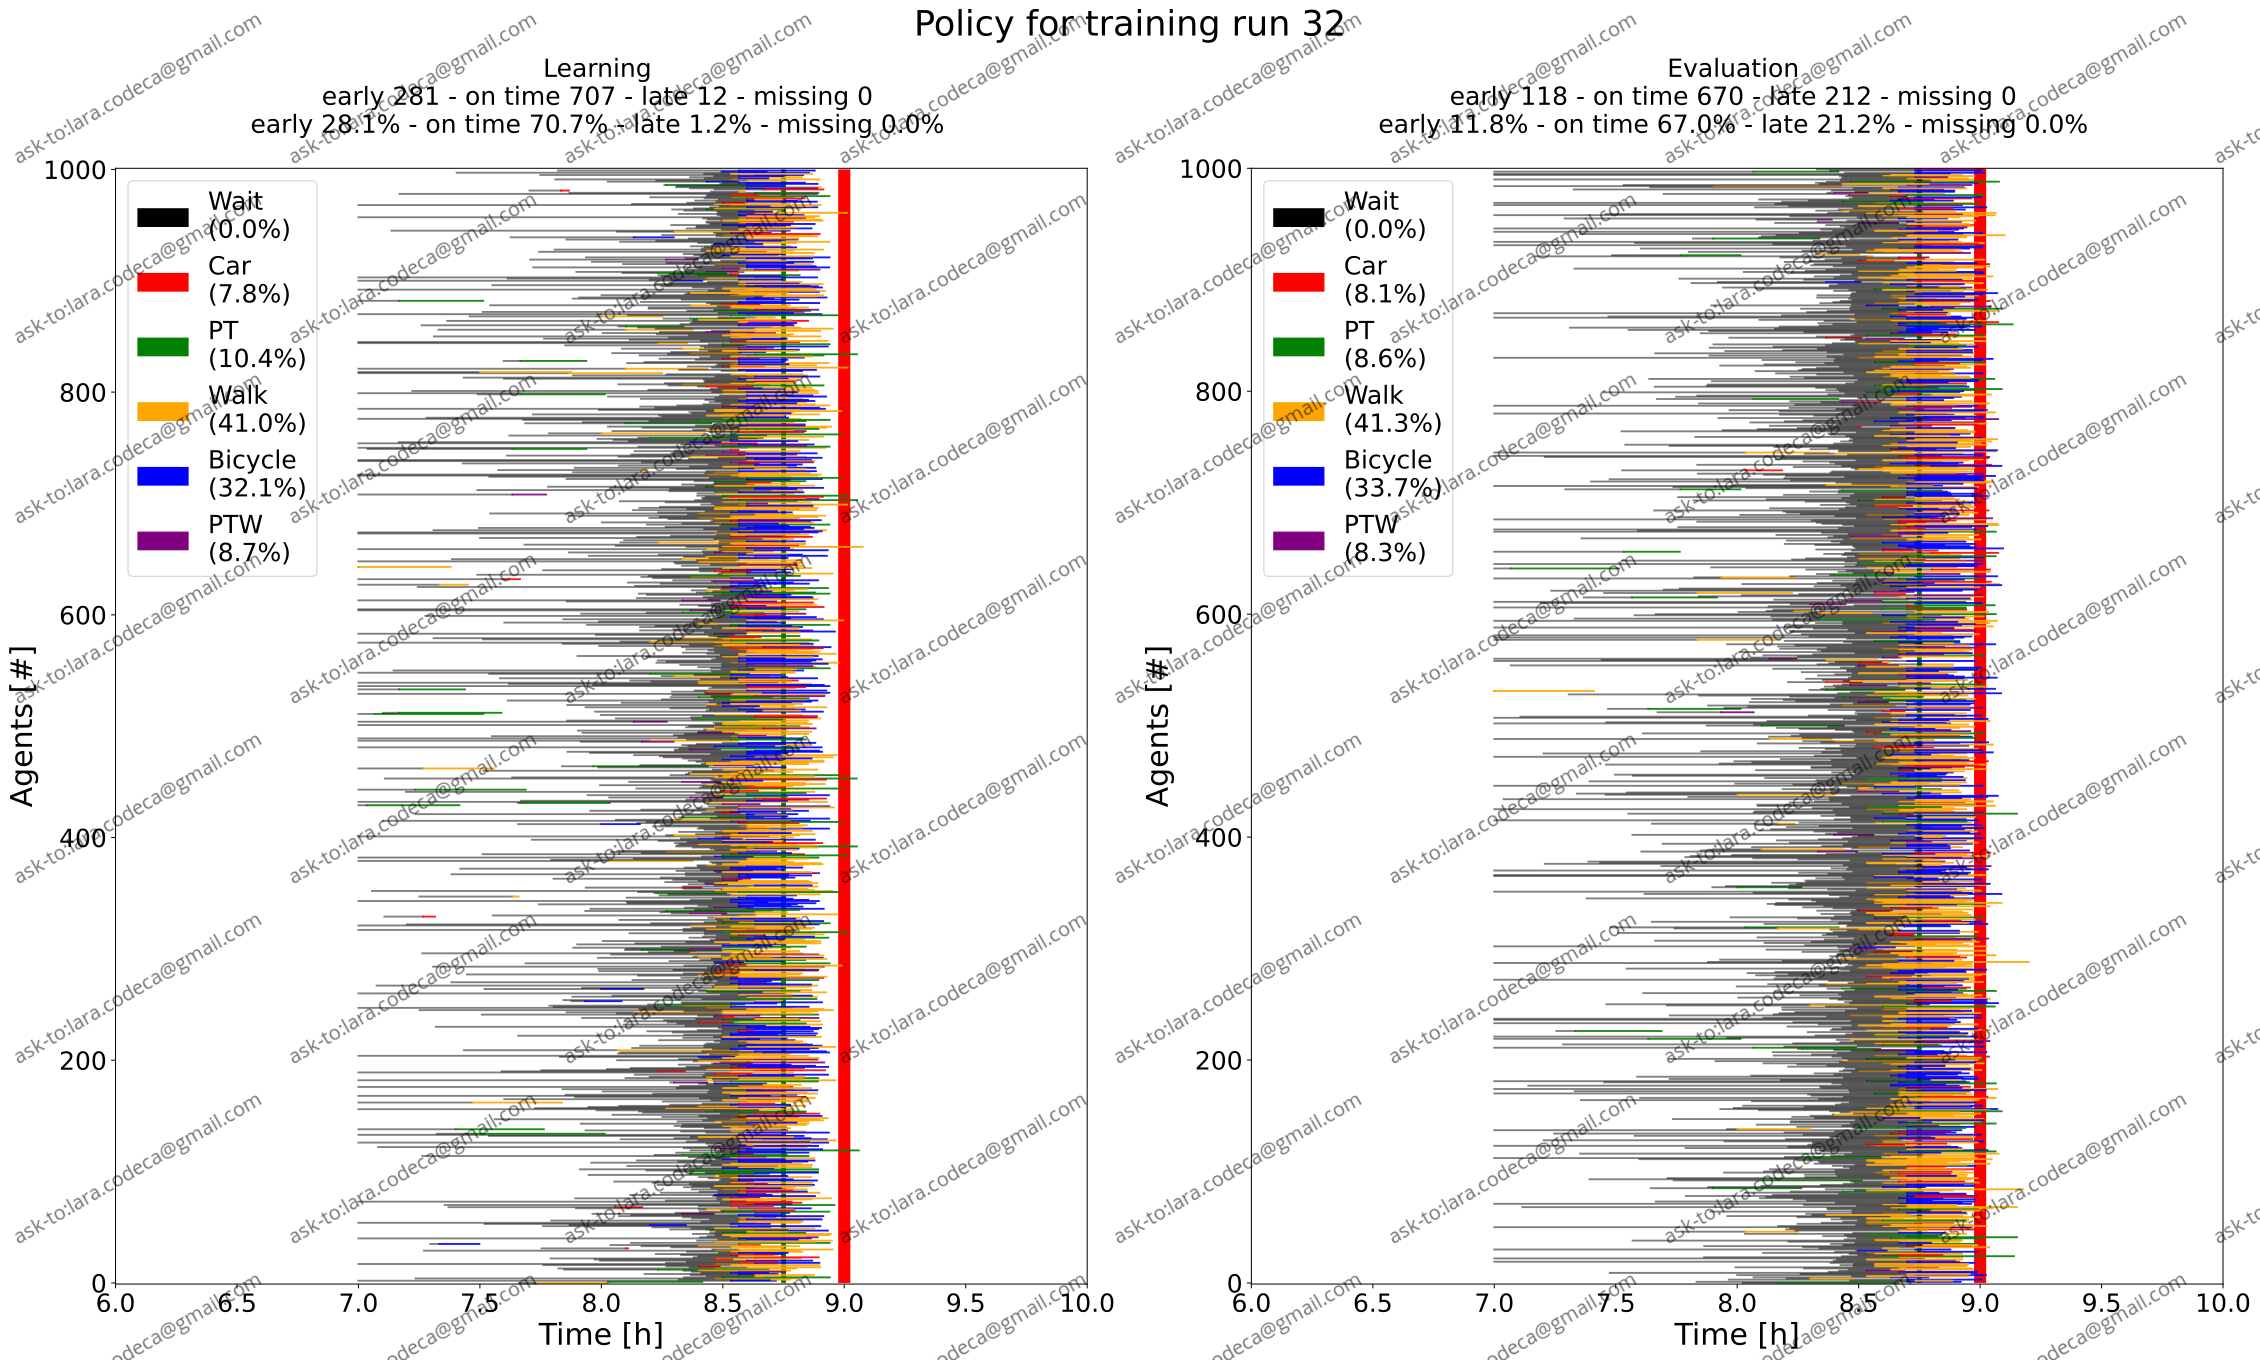 Policy for training run 32
Learning
early 281 - on time 707 - late 12 - missing 0
early 28.1% - on time 70.7% - late 1.2% - missing 0.0%
Agents [#]
1000
800
600
400
200
0
Wait
(0.0%)
Car
(7.8%)
PT
(10.4%)
Walk
(41.0%)
Bicycle
(32.1%)
PTW
(8.7%)
6.0 6.5 7.0 7.5 8.0 8.5 9.0 9.5 10.0
Time [h]
Evaluation
early 118 - on time 670 - late 212 - missing 0
early 11.8% - on time 67.0% - late 21.2% - missing 0.0%
Agents [#]
1000
800
600
400
200
0
Wait
(0.0%)
Car
(8.1%)
PT
(8.6%)
Walk
(41.3%)
Bicycle
(33.7%)
PTW
(8.3%)
6.0 6.5 7.0 7.5 8.0 8.5 9.0 9.5 10.0
Time [h]
ask-to:lara.codeca@gmail.com